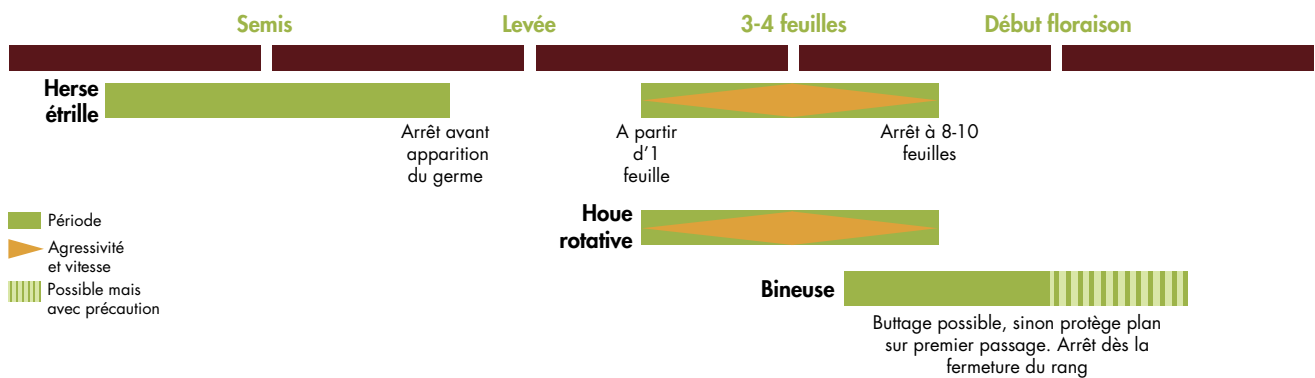 Semis
Levée
3-4 feuilles
Début floraison
Herse
étrille
Arrêt avant
apparition
du germe
A partir
d'1
feuille
Arrêt à 8-10
feuilles
Période
Agressivité
et vitesse
Possible mais
avec précaution
Houe
rotative
Bineuse
Buttage possible, sinon protège plan
sur premier passage. Arrêt dès la
fermeture du rang